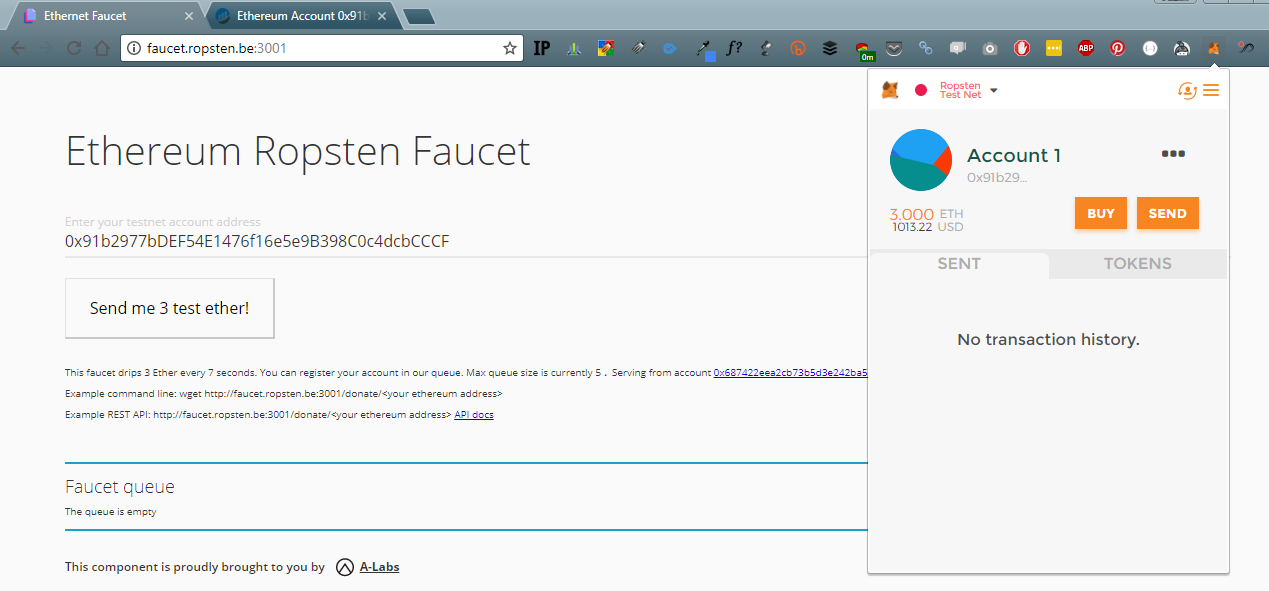 Ethernet Faucet
Ethereum Account 0x91b
faucet.ropsten.be:3001
IP
f?
0m
ABP
Ropsten
Test Net
Ethereum Ropsten Faucet
Account 1
0x91b29...
Enter your testnet account address
0x91b2977bDEF54E1476f16e5e9B398C0c4dcbCCCF
3.000 ETH
1013.22 USD
BUY
SEND
SENT
TOKENS
Send me 3 test ether!
No transaction history.
This faucet drips 3 Ether every 7 seconds. You can register your account in our queue. Max queue size is currently 5 . Serving from account 0x687422eea2cb73b5d3e242ba5
Example command line: wget http://faucet.ropsten.be:3001/donate/<your ethereum address>
Example REST API: http://faucet.ropsten.be:3001/donate/<your ethereum address> API docs
Faucet queue
The queue is empty
This component is proudly brought to you by A-Labs